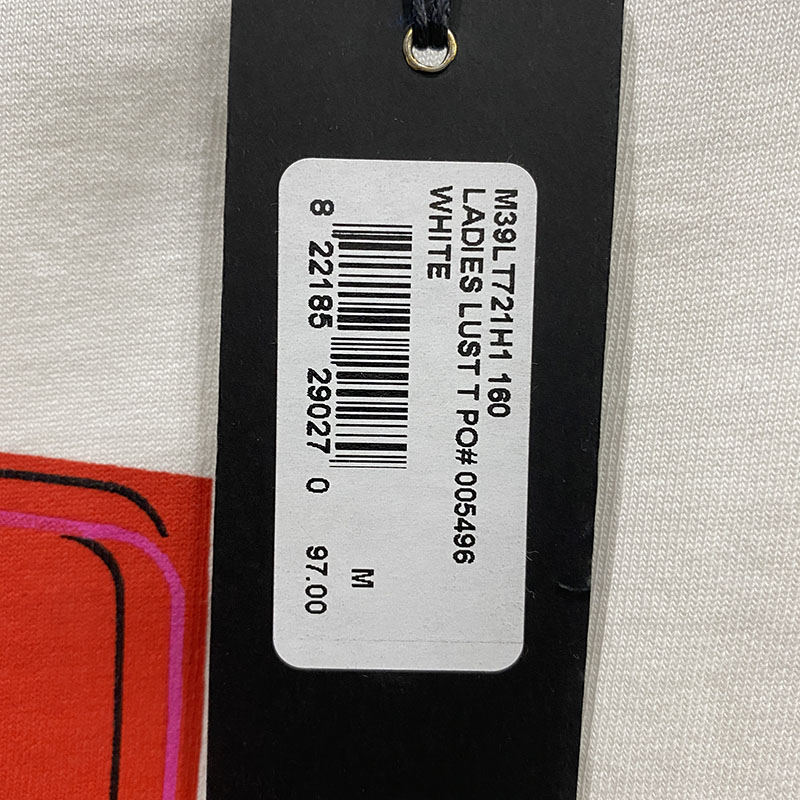 M39LT721H1 160
LADIES LUST T PO# 005496
WHITE
M
8 22185 29027 0 97.00